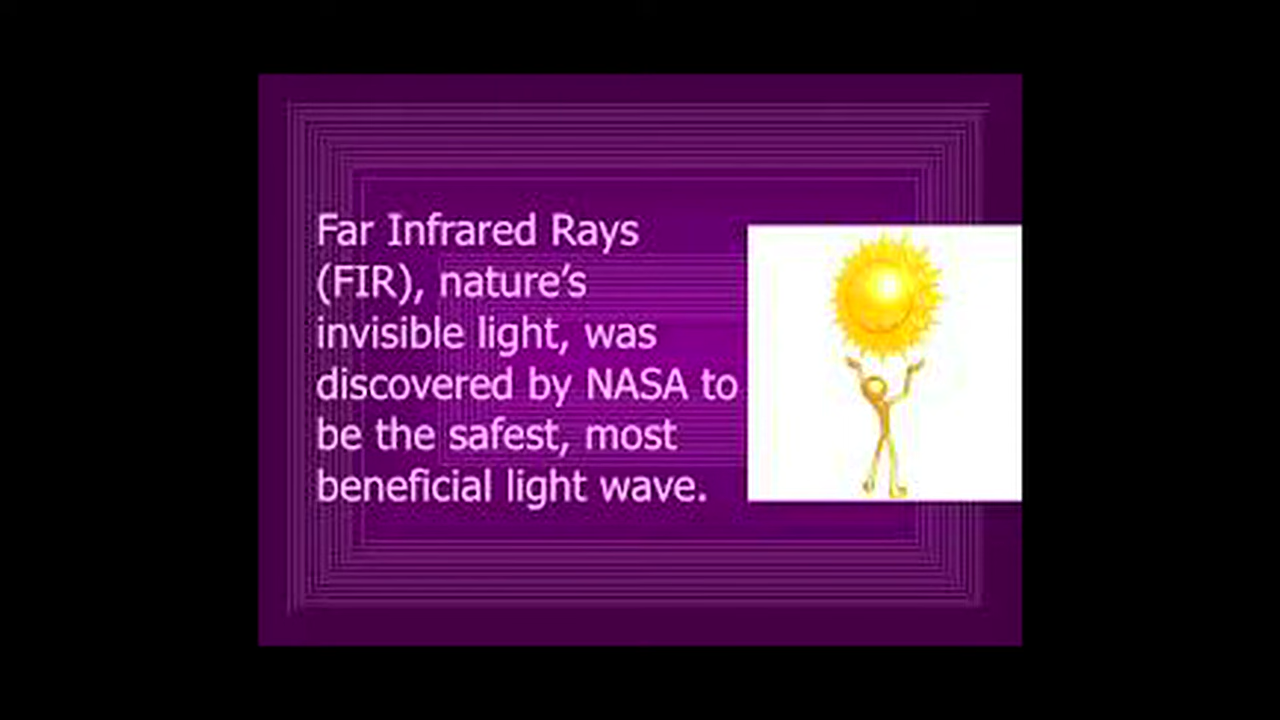 Far Infrared Rays
(FIR), nature’s
invisible light, was
discovered by NASA to
be the safest, most
beneficial light wave.